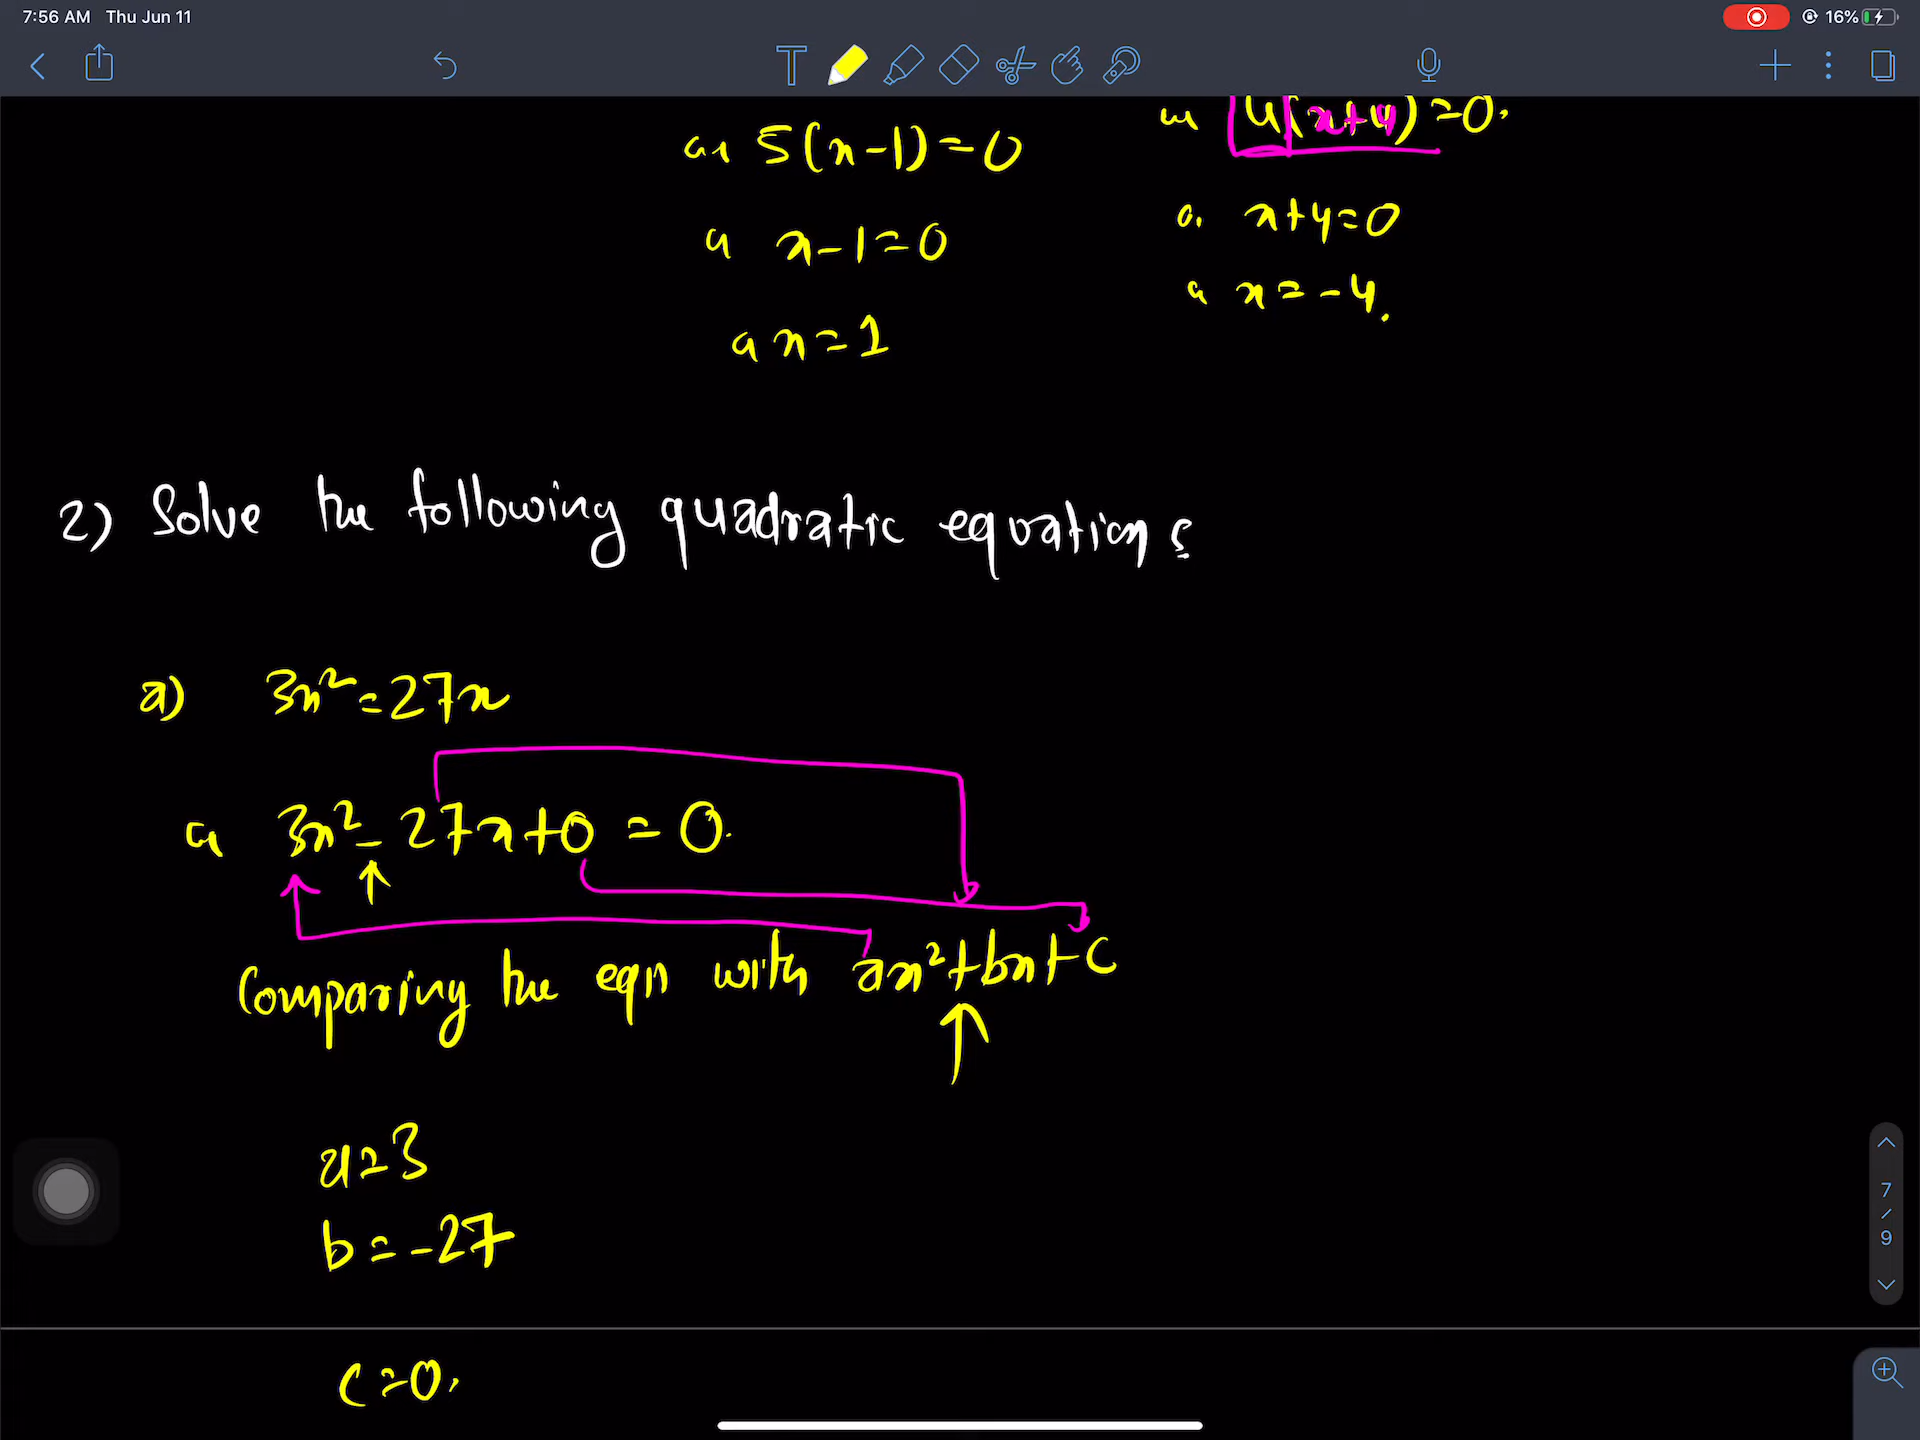 7:56 AM Thu Jun 11
16%
or 5(x-1)=0
or x-1=0
or x=1
or 4(x+4)=0.
or x+4=0
or x=-4.
2) Solve the following quadratic equations
a) 3x²=27x
or 3x²-27x+0=0.
Comparing the eqn with ax²+bx+c
a=3
b=-27
c=0.
7
/
9